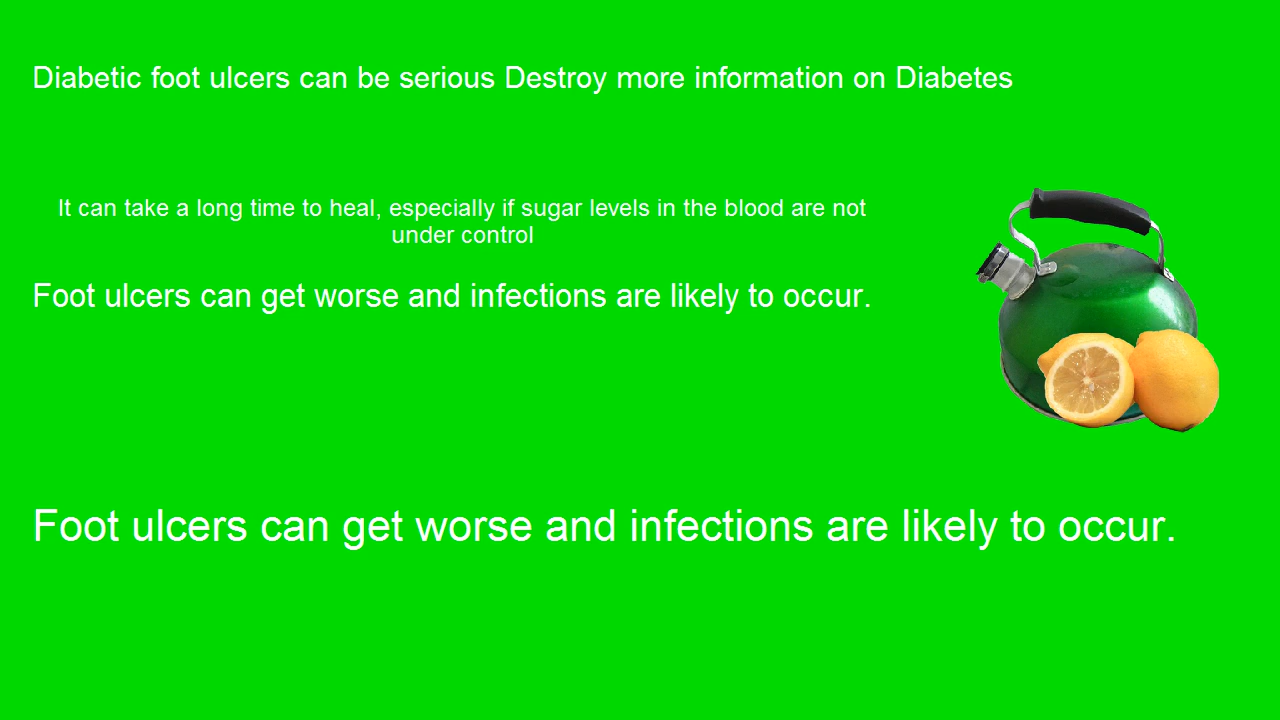 Diabetic foot ulcers can be serious Destroy more information on Diabetes
It can take a long time to heal, especially if sugar levels in the blood are not
under control
Foot ulcers can get worse and infections are likely to occur.
Foot ulcers can get worse and infections are likely to occur.